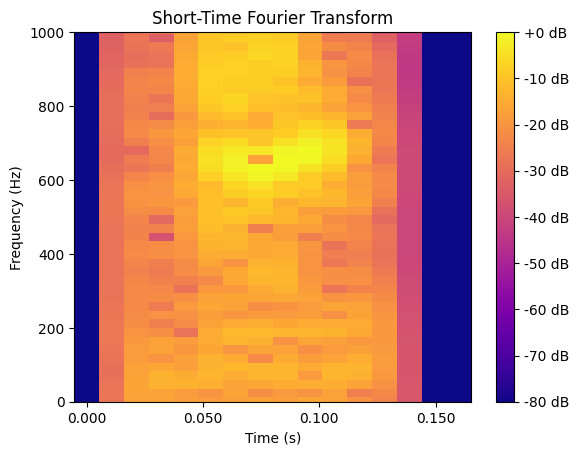 Short-Time Fourier Transform
1000
800
600
400
200
0
Frequency (Hz)
0.000
0.050
0.100
0.150
Time (s)
+0 dB
-10 dB
-20 dB
-30 dB
-40 dB
-50 dB
-60 dB
-70 dB
-80 dB